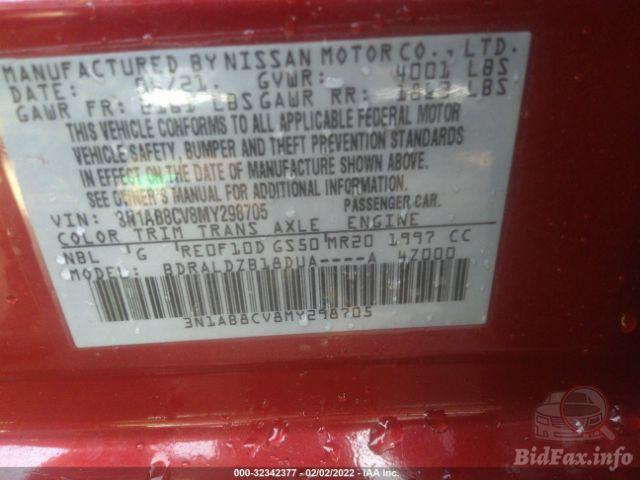 MANUFACTURED BY NISSAN MOTOR CO., LTD.
DATE: /21 GVWR: 4001 LBS
GAWR FR: LBS GAWR RR: LBS
THIS VEHICLE CONFORMS TO ALL APPLICABLE FEDERAL MOTOR
VEHICLE SAFETY, BUMPER AND THEFT PREVENTION STANDARDS
IN EFFECT ON THE DATE OF MANUFACTURE SHOWN ABOVE.
SEE OWNER'S MANUAL FOR ADDITIONAL INFORMATION.
VIN: 3N1AB8CV8MY298705 PASSENGER CAR.
COLOR TRIM TRANS AXLE ENGINE
NBL G RE0F10D GS50 MR20 1997 CC
MODEL: BDRALDZB18DUA----A 4Z000
3N1AB8CV8MY298705
000-32342377 - 02/02/2022 - IAA Inc.
BidFax.info